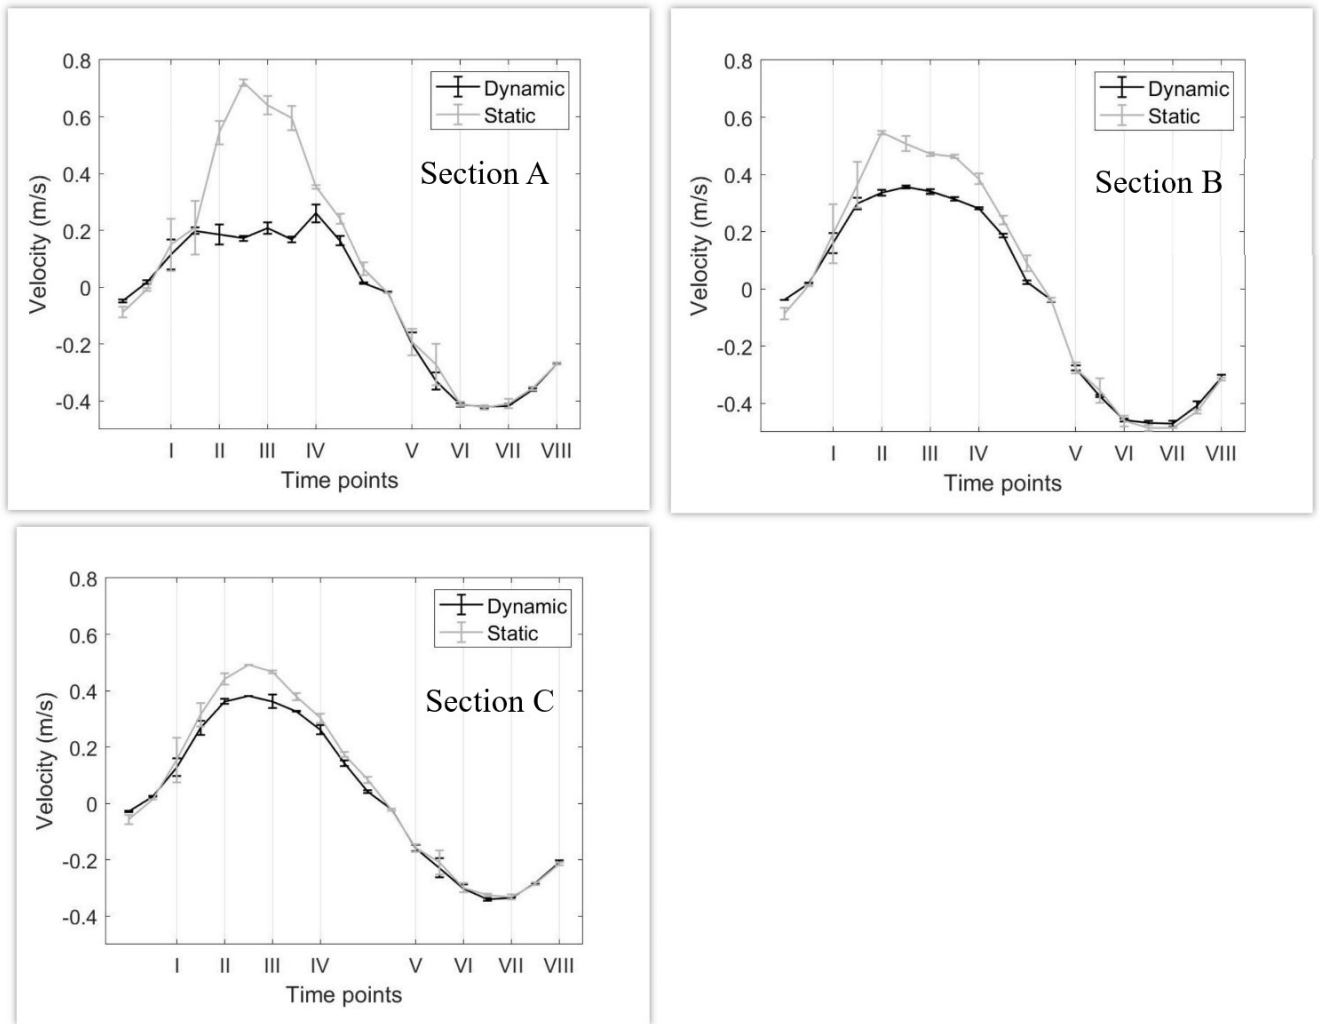 0.8
0.6
0.4
0.2
0
-0.2
-0.4
Velocity (m/s)
Dynamic
Static
Section A
I II III IV V VI VII VIII
Time points
0.8
0.6
0.4
0.2
0
-0.2
-0.4
Velocity (m/s)
Dynamic
Static
Section B
I II III IV V VI VII VIII
Time points
0.8
0.6
0.4
0.2
0
-0.2
-0.4
Velocity (m/s)
Dynamic
Static
Section C
I II III IV V VI VII VIII
Time points